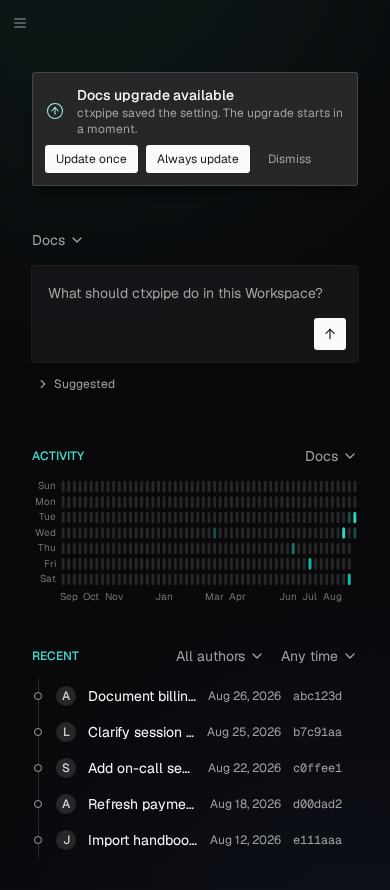 Docs upgrade available
ctxpipe saved the setting. The upgrade starts in
a moment.
Update once Always update Dismiss
Docs
What should ctxpipe do in this Workspace?
Suggested
ACTIVITY Docs
Sun
Mon
Tue
Wed
Thu
Fri
Sat
Sep Oct Nov Jan Mar Apr Jun Jul Aug
RECENT All authors Any time
A Document billin... Aug 26, 2026 abc123d
L Clarify session ... Aug 25, 2026 b7c91aa
S Add on-call se... Aug 22, 2026 c0ffee1
A Refresh payme... Aug 18, 2026 d00dad2
J Import handboo... Aug 12, 2026 e111aaa